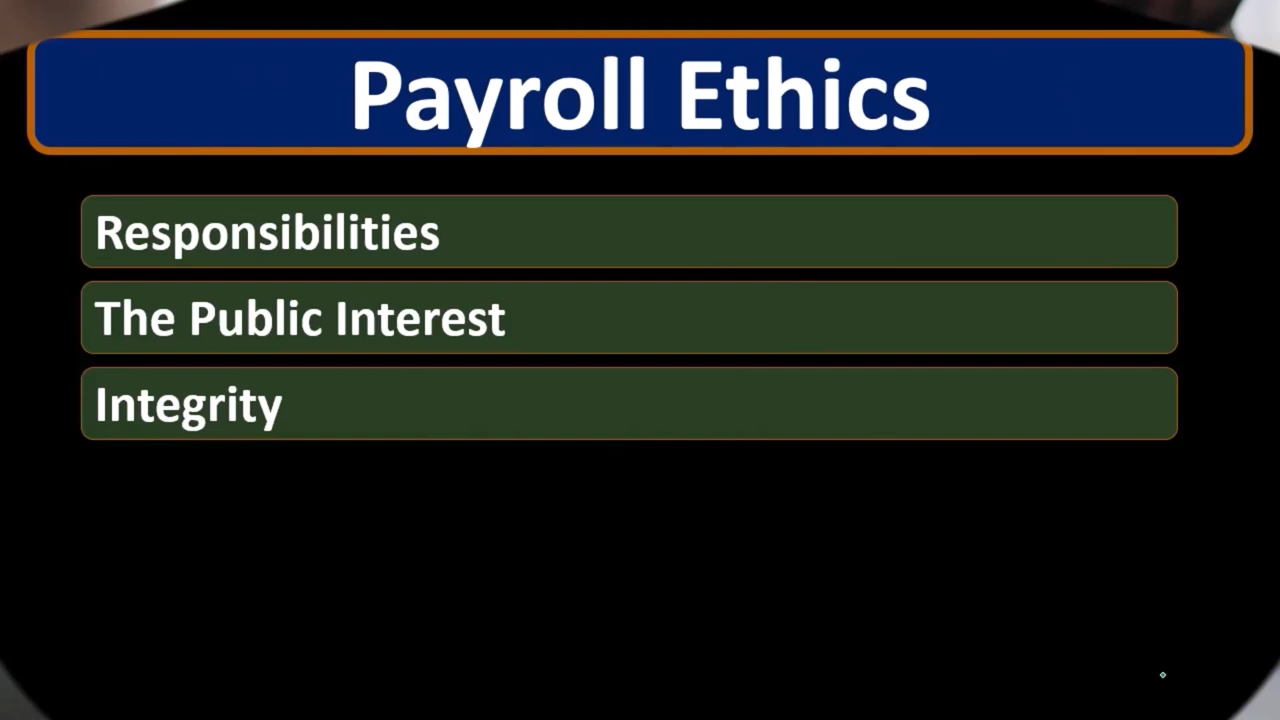 Payroll Ethics
Responsibilities
The Public Interest
Integrity